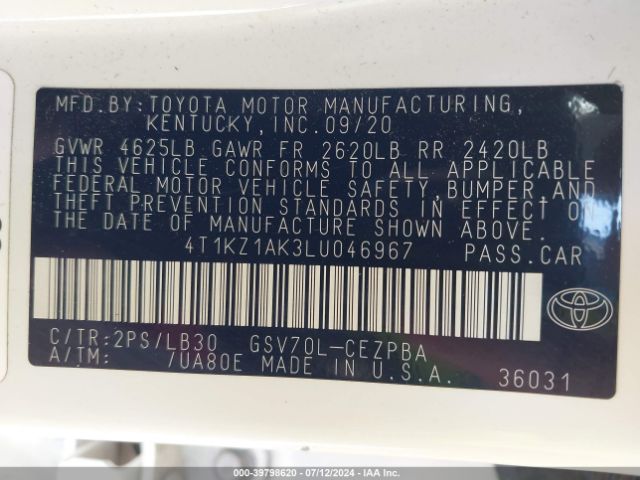 MFD.BY: TOYOTA MOTOR MANUFACTURING,
KENTUCKY, INC. 09/20
GVWR 4625LB GAWR FR 2620LB RR 2420LB
THIS VEHICLE CONFORMS TO ALL APPLICABLE
FEDERAL MOTOR VEHICLE SAFETY, BUMPER, AND
THEFT PREVENTION STANDARDS IN EFFECT ON
THE DATE OF MANUFACTURE SHOWN ABOVE.
4T1KZ1AK3LU046967 PASS.CAR
C/TR: 2PS/LB30 GSV70L-CEZPBA
A/TM: /UA80E MADE IN U.S.A. 36031
000-39798620 - 07/12/2024 - IAA Inc.